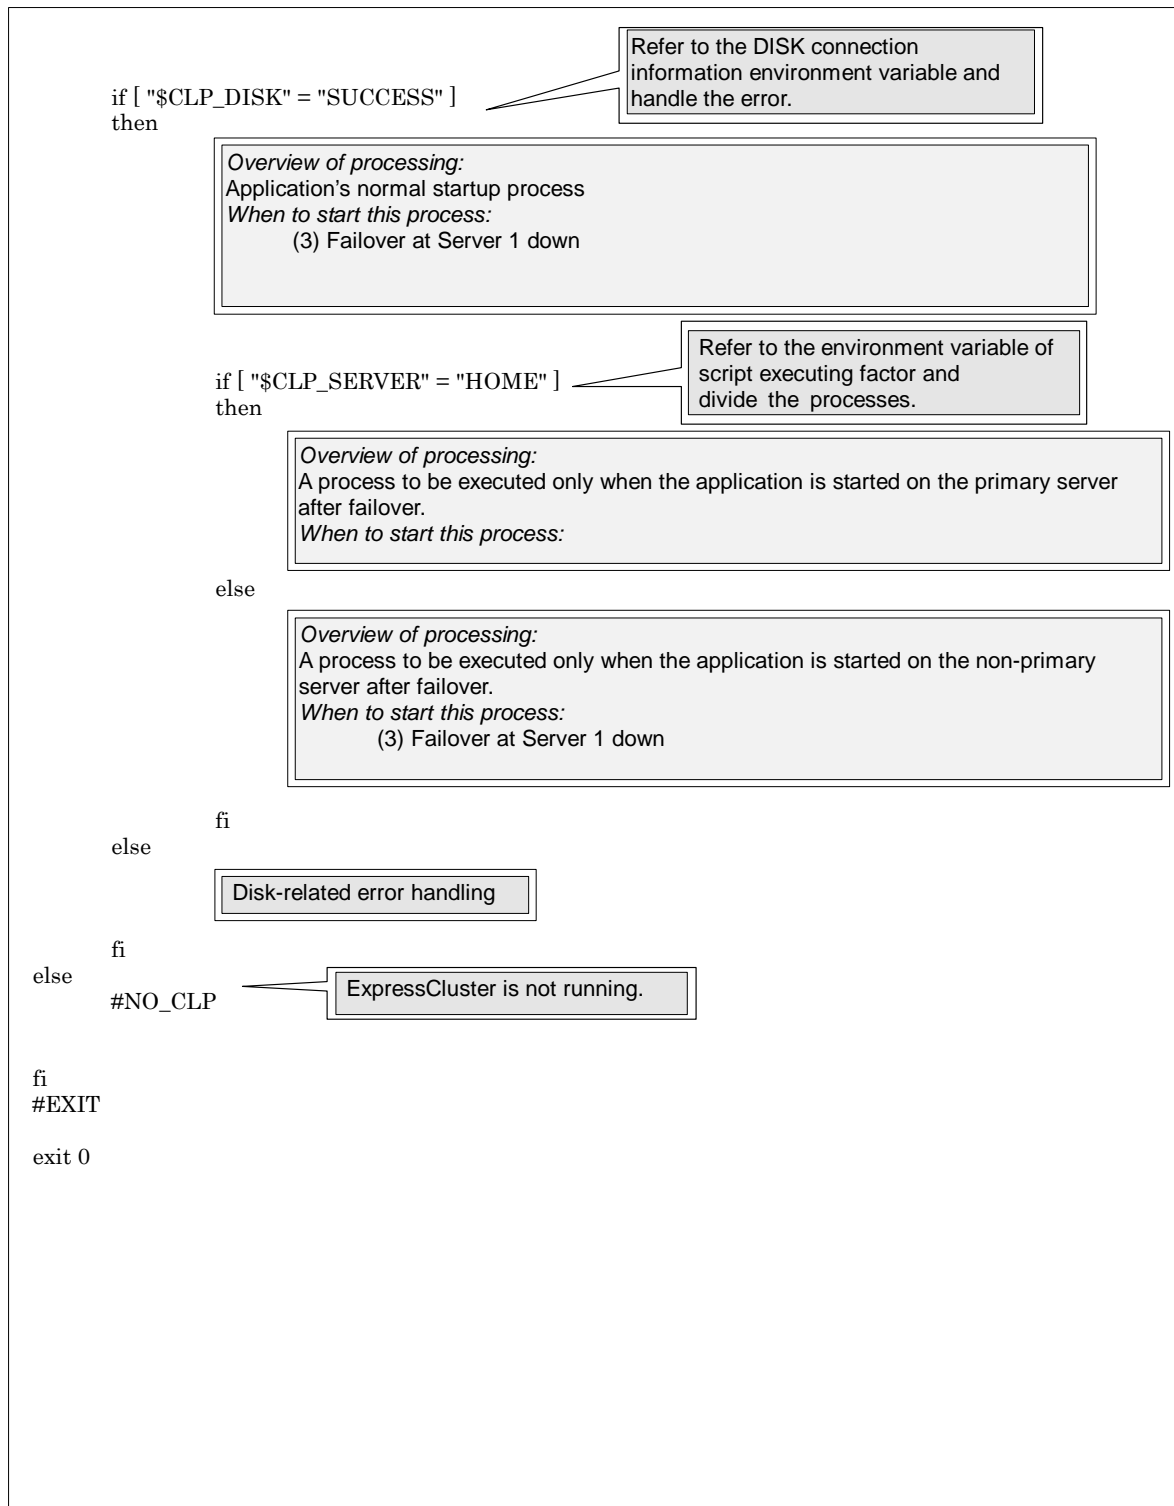 Refer to the DISK connection
information environment variable and
handle the error.
if [ "$CLP_DISK" = "SUCCESS" ]
then
Overview of processing:
Application's normal startup process
When to start this process:
(3) Failover at Server 1 down
Refer to the environment variable of
script executing factor and
divide the processes.
if [ "$CLP_SERVER" = "HOME" ]
then
Overview of processing:
A process to be executed only when the application is started on the primary server
after failover.
When to start this process:
else
Overview of processing:
A process to be executed only when the application is started on the non-primary
server after failover.
When to start this process:
(3) Failover at Server 1 down
fi
else
Disk-related error handling
fi
else
#NO_CLP
ExpressCluster is not running.
fi
#EXIT
exit 0